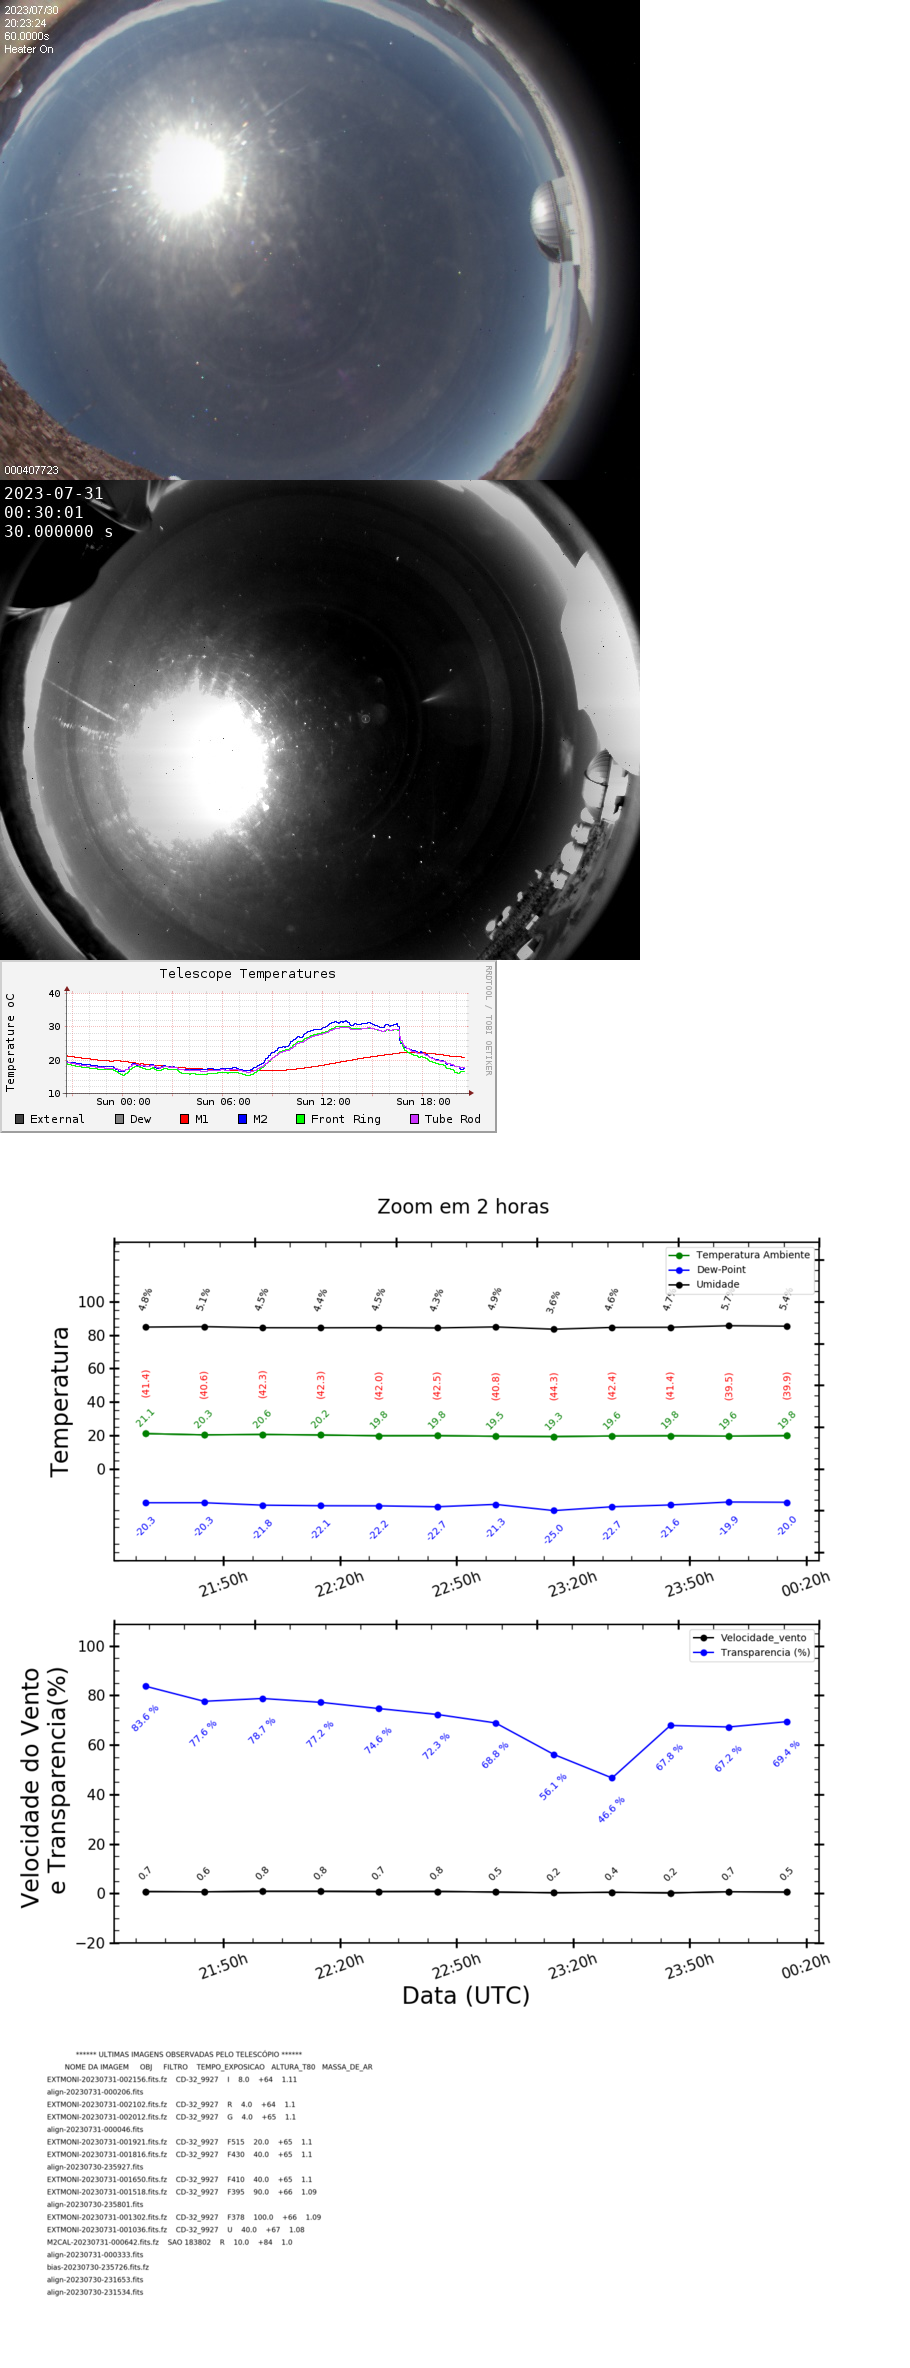 2023/07/30
20:23:24
60.0000s
Heater On
000407723
2023-07-31
00:30:01
30.000000 s
Telescope Temperatures
RRDTOOL / TOBI OETIKER
Temperature oC
40
30
20
10
Sun 00:00 Sun 06:00 Sun 12:00 Sun 18:00
External Dew M1 M2 Front Ring Tube Rod
Zoom em 2 horas
Temperatura Ambiente
Dew-Point
Umidade
Temperatura
100
80
60
40
20
0
4.8% 5.1% 4.5% 4.4% 4.5% 4.3% 4.9% 3.6% 4.6% 4.7% 5.7% 5.4%
(41.4) (40.6) (42.3) (42.3) (42.0) (42.5) (40.8) (44.3) (42.4) (41.4) (39.5) (39.9)
21.1 20.3 20.6 20.2 19.8 19.8 19.5 19.3 19.6 19.8 19.6 19.8
-20.3 -20.3 -21.8 -22.1 -22.2 -22.7 -21.3 -25.0 -22.7 -21.6 -19.9 -20.0
21:50h 22:20h 22:50h 23:20h 23:50h 00:20h
Velocidade_vento
Transparencia (%)
Velocidade do Vento
e Transparencia(%)
100
80
60
40
20
0
−20
83.6 % 77.6 % 78.7 % 77.2 % 74.6 % 72.3 % 68.8 % 56.1 % 46.6 % 67.8 % 67.2 % 69.4 %
0.7 0.6 0.8 0.8 0.7 0.8 0.5 0.2 0.4 0.2 0.7 0.5
21:50h 22:20h 22:50h 23:20h 23:50h 00:20h
Data (UTC)
****** ULTIMAS IMAGENS OBSERVADAS PELO TELESCÓPIO ******
NOME DA IMAGEM OBJ FILTRO TEMPO_EXPOSICAO ALTURA_T80 MASSA_DE_AR
EXTMONI-20230731-002156.fits.fz CD-32_9927 I 8.0 +64 1.11
align-20230731-000206.fits
EXTMONI-20230731-002102.fits.fz CD-32_9927 R 4.0 +64 1.1
EXTMONI-20230731-002012.fits.fz CD-32_9927 G 4.0 +65 1.1
align-20230731-000046.fits
EXTMONI-20230731-001921.fits.fz CD-32_9927 F515 20.0 +65 1.1
EXTMONI-20230731-001816.fits.fz CD-32_9927 F430 40.0 +65 1.1
align-20230730-235927.fits
EXTMONI-20230731-001650.fits.fz CD-32_9927 F410 40.0 +65 1.1
EXTMONI-20230731-001518.fits.fz CD-32_9927 F395 90.0 +66 1.09
align-20230730-235801.fits
EXTMONI-20230731-001302.fits.fz CD-32_9927 F378 100.0 +66 1.09
EXTMONI-20230731-001036.fits.fz CD-32_9927 U 40.0 +67 1.08
M2CAL-20230731-000642.fits.fz SAO 183802 R 10.0 +84 1.0
align-20230731-000333.fits
bias-20230730-235726.fits.fz
align-20230730-231653.fits
align-20230730-231534.fits